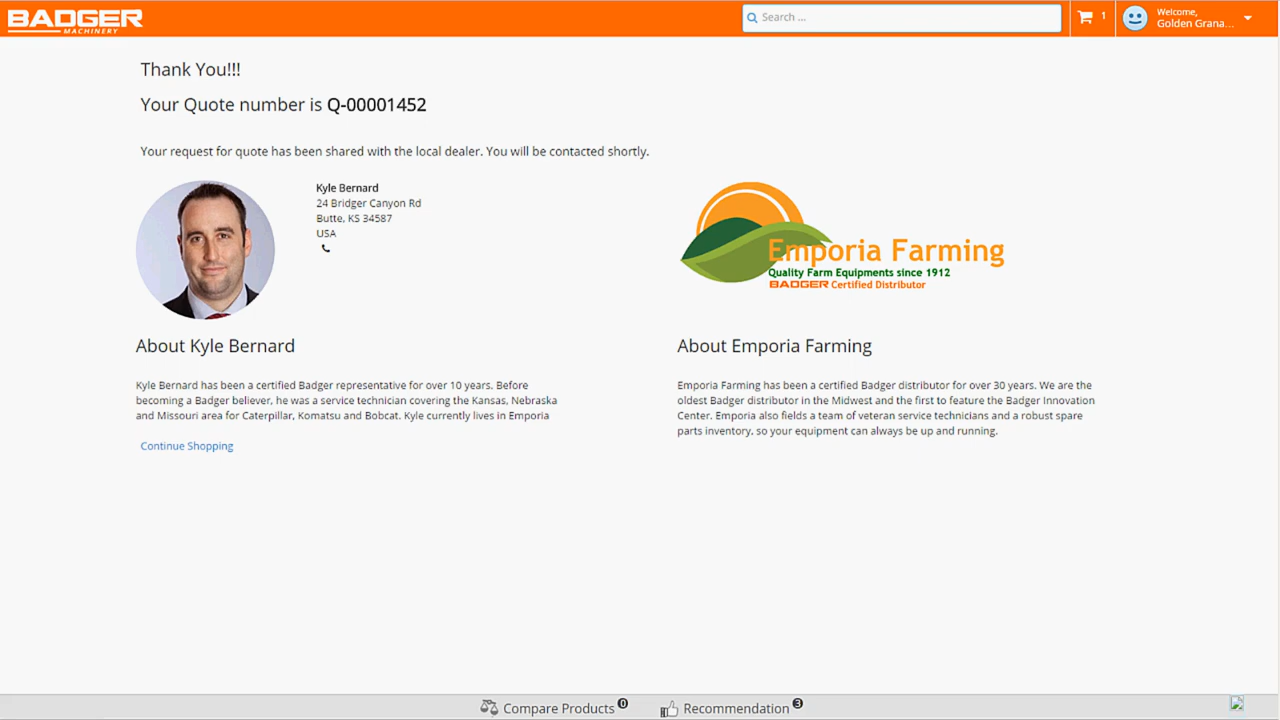 BADGER
MACHINERY
Search ...
1
Welcome,
Golden Grana...
Thank You!!!
Your Quote number is Q-00001452
Your request for quote has been shared with the local dealer. You will be contacted shortly.
Kyle Bernard
24 Bridger Canyon Rd
Butte, KS 34587
USA
Emporia Farming
Quality Farm Equipments since 1912
BADGER Certified Distributor
About Kyle Bernard
Kyle Bernard has been a certified Badger representative for over 10 years. Before
becoming a Badger believer, he was a service technician covering the Kansas, Nebraska
and Missouri area for Caterpillar, Komatsu and Bobcat. Kyle currently lives in Emporia
Continue Shopping
About Emporia Farming
Emporia Farming has been a certified Badger distributor for over 30 years. We are the
oldest Badger distributor in the Midwest and the first to feature the Badger Innovation
Center. Emporia also fields a team of veteran service technicians and a robust spare
parts inventory, so your equipment can always be up and running.
Compare Products 0
Recommendation 3